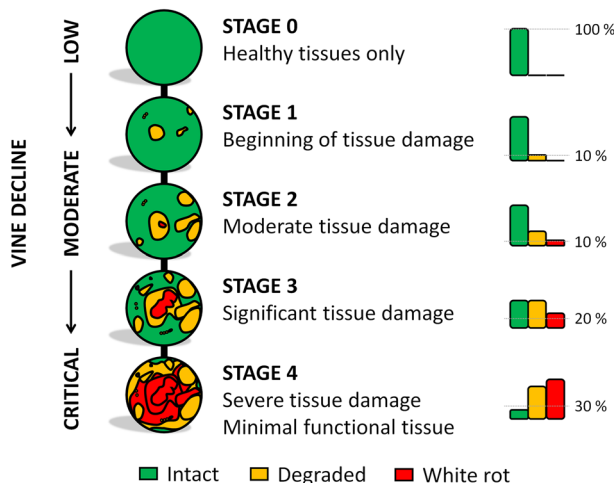 VINE DECLINE
LOW
MODERATE
CRITICAL
STAGE 0
Healthy tissues only
100 %
STAGE 1
Beginning of tissue damage
10 %
STAGE 2
Moderate tissue damage
10 %
STAGE 3
Significant tissue damage
20 %
STAGE 4
Severe tissue damage
Minimal functional tissue
30 %
Intact
Degraded
White rot